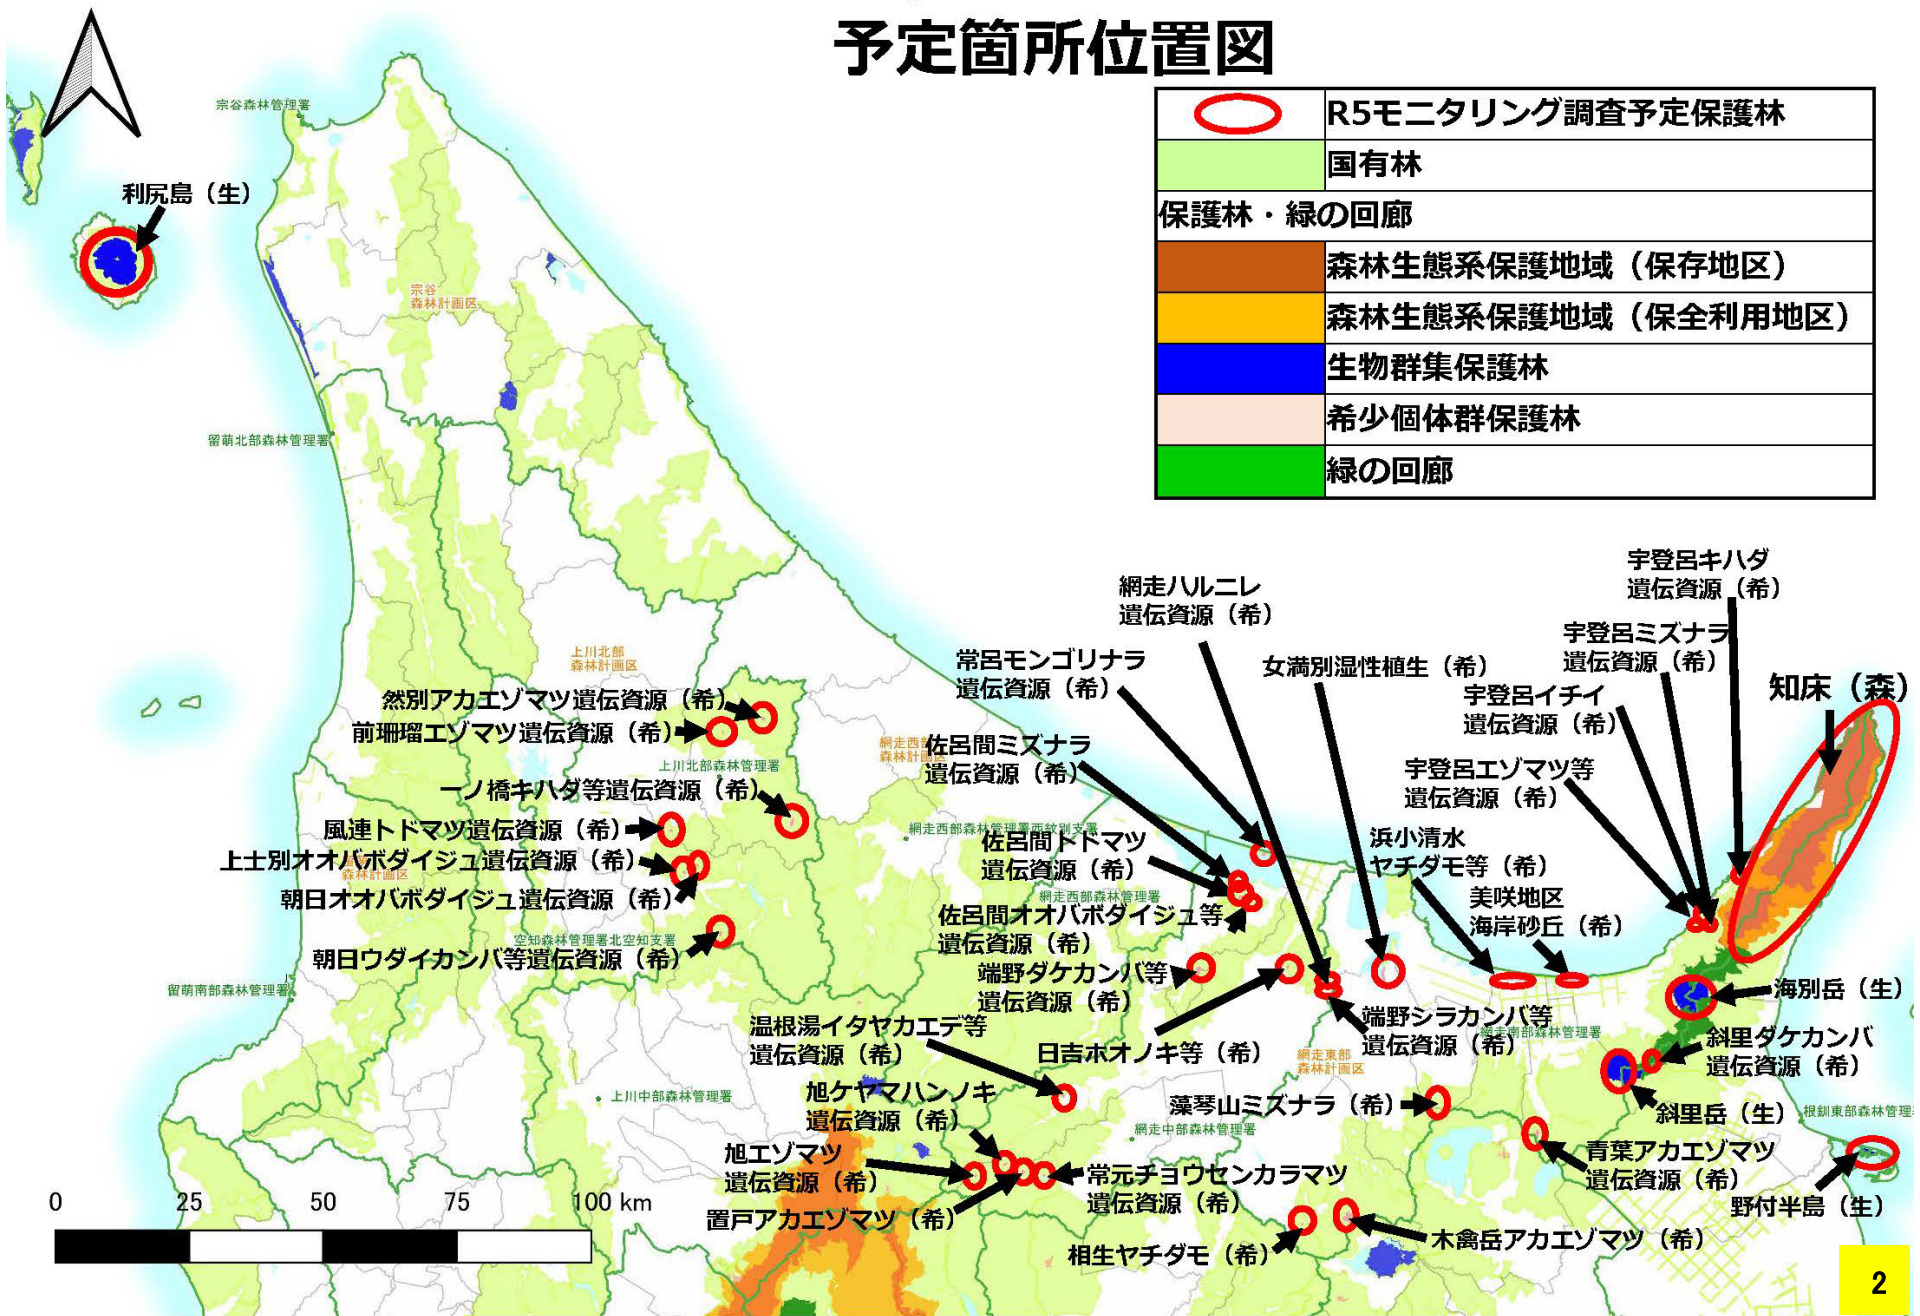 予定箇所位置図
R5モニタリング調査予定保護林
国有林
保護林・緑の回廊
森林生態系保護地域（保存地区）
森林生態系保護地域（保全利用地区）
生物群集保護林
希少個体群保護林
緑の回廊
宗谷森林管理署
利尻島（生）
宗谷
森林計画区
留萌北部森林管理署
上川北部
森林計画区
然別アカエゾマツ遺伝資源（希）
前珊瑠エゾマツ遺伝資源（希）
上川北部森林管理署
一ノ橋キハダ等遺伝資源（希）
風連トドマツ遺伝資源（希）
上士別オオバボダイジュ遺伝資源（希）
森林計画区
朝日オオバボダイジュ遺伝資源（希）
空知森林管理署北空知支署
朝日ウダイカンバ等遺伝資源（希）
留萌南部森林管理署
上川中部森林管理署
網走ハルニレ
遺伝資源（希）
常呂モンゴリナラ
遺伝資源（希）
女満別湿性植生（希）
宇登呂キハダ
遺伝資源（希）
宇登呂ミズナラ
遺伝資源（希）
宇登呂イチイ
遺伝資源（希）
宇登呂エゾマツ等
遺伝資源（希）
知床（森）
網走西部
森林計画区
佐呂間ミズナラ
遺伝資源（希）
網走西部森林管理署西紋別支署
佐呂間トドマツ
遺伝資源（希）
網走西部森林管理署
佐呂間オオバボダイジュ等
遺伝資源（希）
浜小清水
ヤチダモ等（希）
美咲地区
海岸砂丘（希）
端野ダケカンバ等
遺伝資源（希）
温根湯イタヤカエデ等
遺伝資源（希）
日吉ホオノキ等（希）
端野シラカンバ等
遺伝資源（希）
網走南部森林管理署
網走東部
森林計画区
海別岳（生）
斜里ダケカンバ
遺伝資源（希）
斜里岳（生）
根釧東部森林管理
旭ケヤマハンノキ
遺伝資源（希）
藻琴山ミズナラ（希）
網走中部森林管理署
旭エゾマツ
遺伝資源（希）
常元チョウセンカラマツ
遺伝資源（希）
置戸アカエゾマツ（希）
青葉アカエゾマツ
遺伝資源（希）
野付半島（生）
相生ヤチダモ（希）
木禽岳アカエゾマツ（希）
0 25 50 75 100 km
2